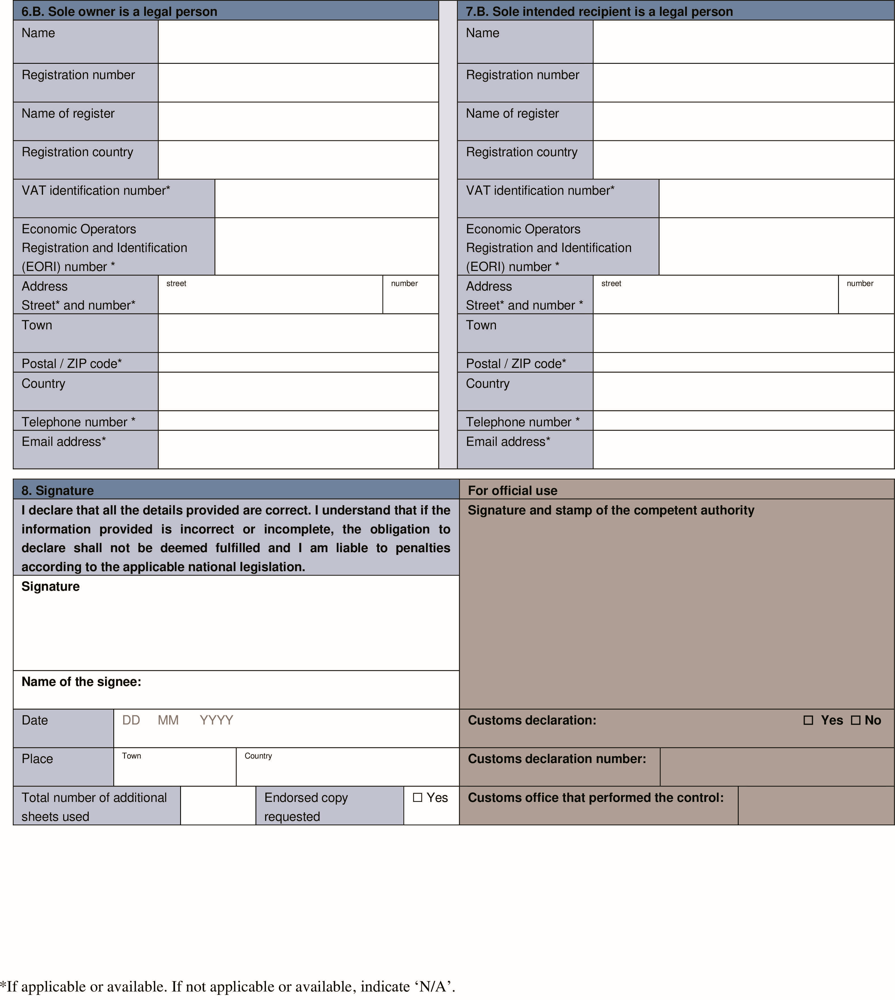 6.B. Sole owner is a legal person
Name
Registration number
Name of register
Registration country
VAT identification number*
Economic Operators
Registration and Identification
(EORI) number *
Address
Street* and number*
street
number
Town
Postal / ZIP code*
Country
Telephone number *
Email address*
7.B. Sole intended recipient is a legal person
Name
Registration number
Name of register
Registration country
VAT identification number*
Economic Operators
Registration and Identification
(EORI) number *
Address
Street* and number *
street
number
Town
Postal / ZIP code*
Country
Telephone number *
Email address*
8. Signature
I declare that all the details provided are correct. I understand that if the
information provided is incorrect or incomplete, the obligation to
declare shall not be deemed fulfilled and I am liable to penalties
according to the applicable national legislation.
Signature
Name of the signee:
Date
DD MM YYYY
Place
Town
Country
Total number of additional
sheets used
Endorsed copy
requested
☐ Yes
For official use
Signature and stamp of the competent authority
Customs declaration: ☐ Yes ☐ No
Customs declaration number:
Customs office that performed the control:
*If applicable or available. If not applicable or available, indicate ‘N/A’.